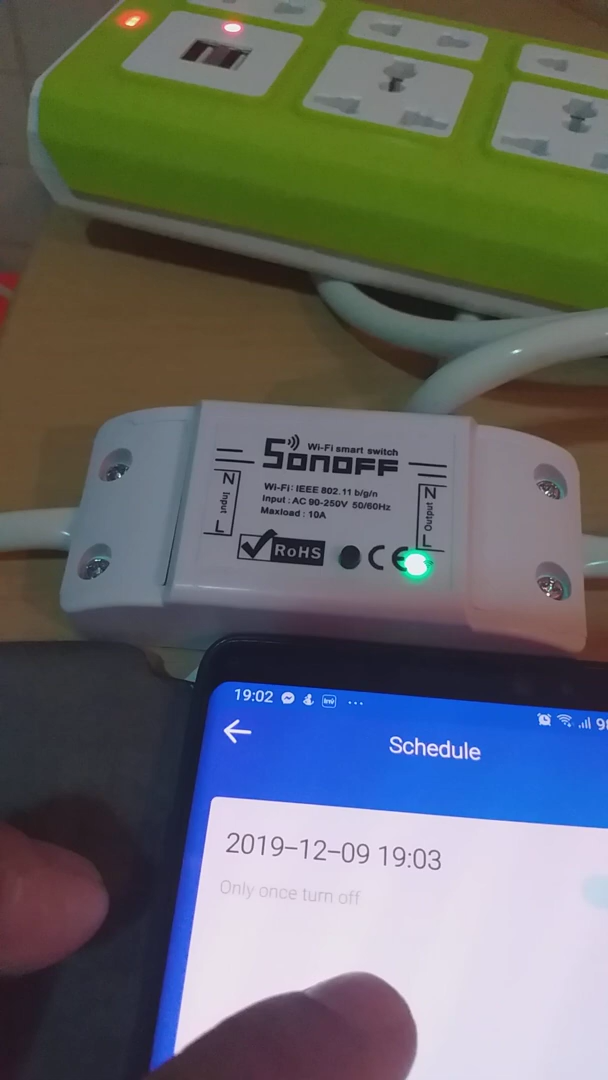 Wi-Fi smart switch
SONOFF
Wi-Fi: IEEE 802.11 b/g/n
Input : AC 90-250V 50/60Hz
Maxload : 10A
N Input L
N Output L
RoHS
CE
19:02
Schedule
2019-12-09 19:03
Only once turn off